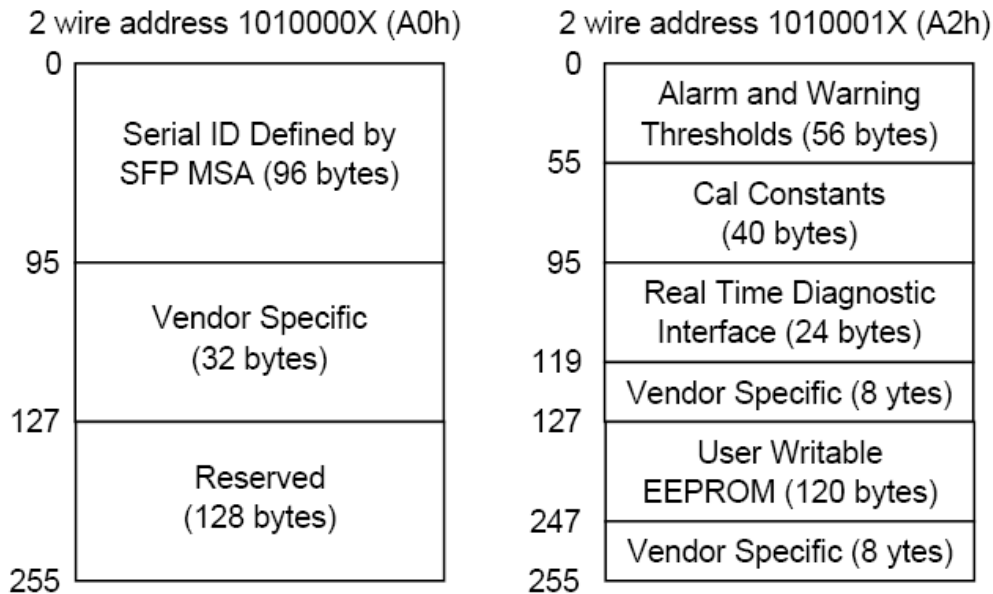 2 wire address 1010000X (A0h)
0
Serial ID Defined by
SFP MSA (96 bytes)
95
Vendor Specific
(32 bytes)
127
Reserved
(128 bytes)
255
2 wire address 1010001X (A2h)
0
Alarm and Warning
Thresholds (56 bytes)
55
Cal Constants
(40 bytes)
95
Real Time Diagnostic
Interface (24 bytes)
119
Vendor Specific (8 ytes)
127
User Writable
EEPROM (120 bytes)
247
Vendor Specific (8 ytes)
255